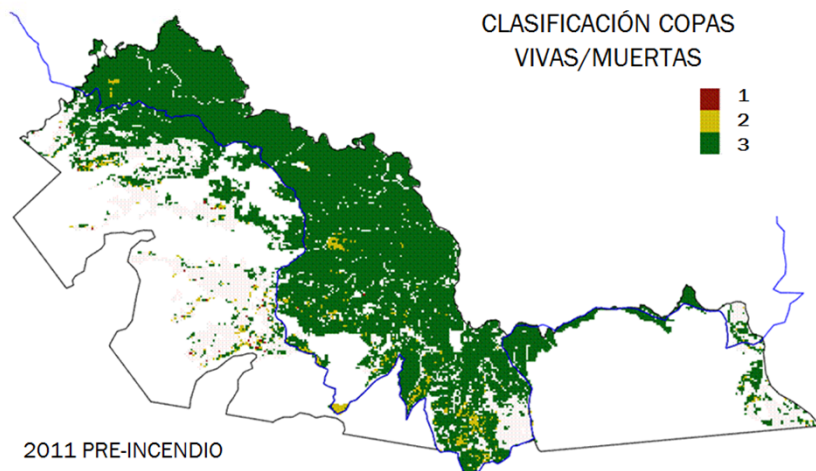 CLASIFICACIÓN COPAS
VIVAS/MUERTAS
1
2
3
2011 PRE-INCENDIO